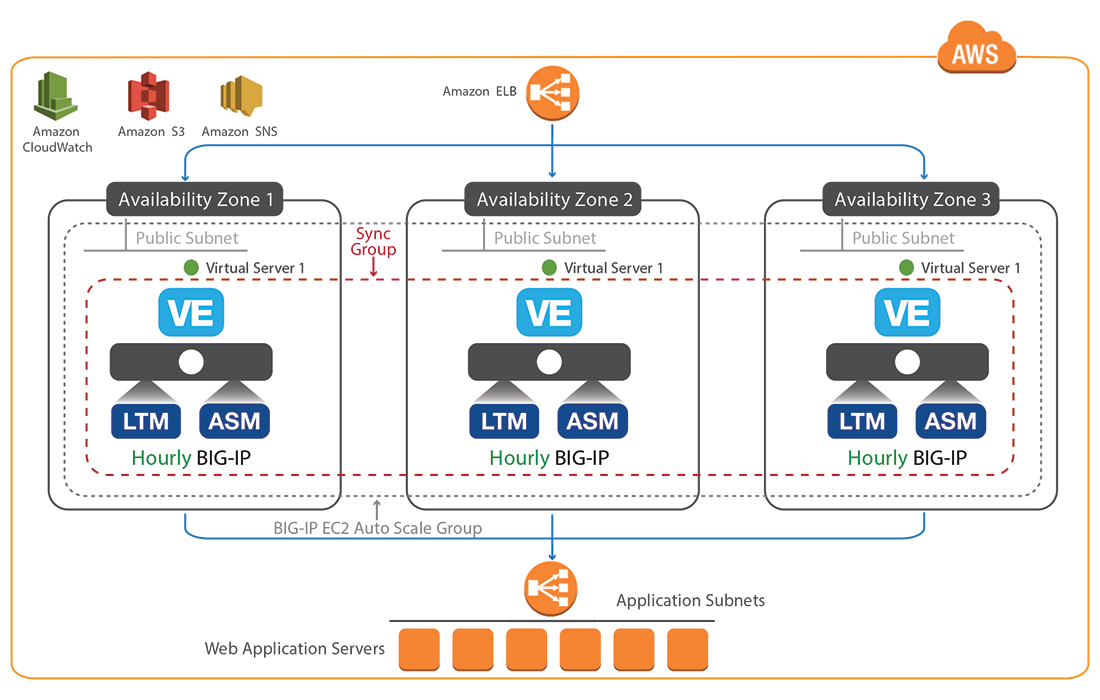 AWS
Amazon ELB
Amazon
CloudWatch
Amazon S3
Amazon SNS
Availability Zone 1
Availability Zone 2
Availability Zone 3
Public Subnet
Sync
Group
Public Subnet
Public Subnet
Virtual Server 1
Virtual Server 1
Virtual Server 1
VE
VE
VE
LTM
ASM
LTM
ASM
LTM
ASM
Hourly BIG-IP
Hourly BIG-IP
Hourly BIG-IP
BIG-IP EC2 Auto Scale Group
Application Subnets
Web Application Servers